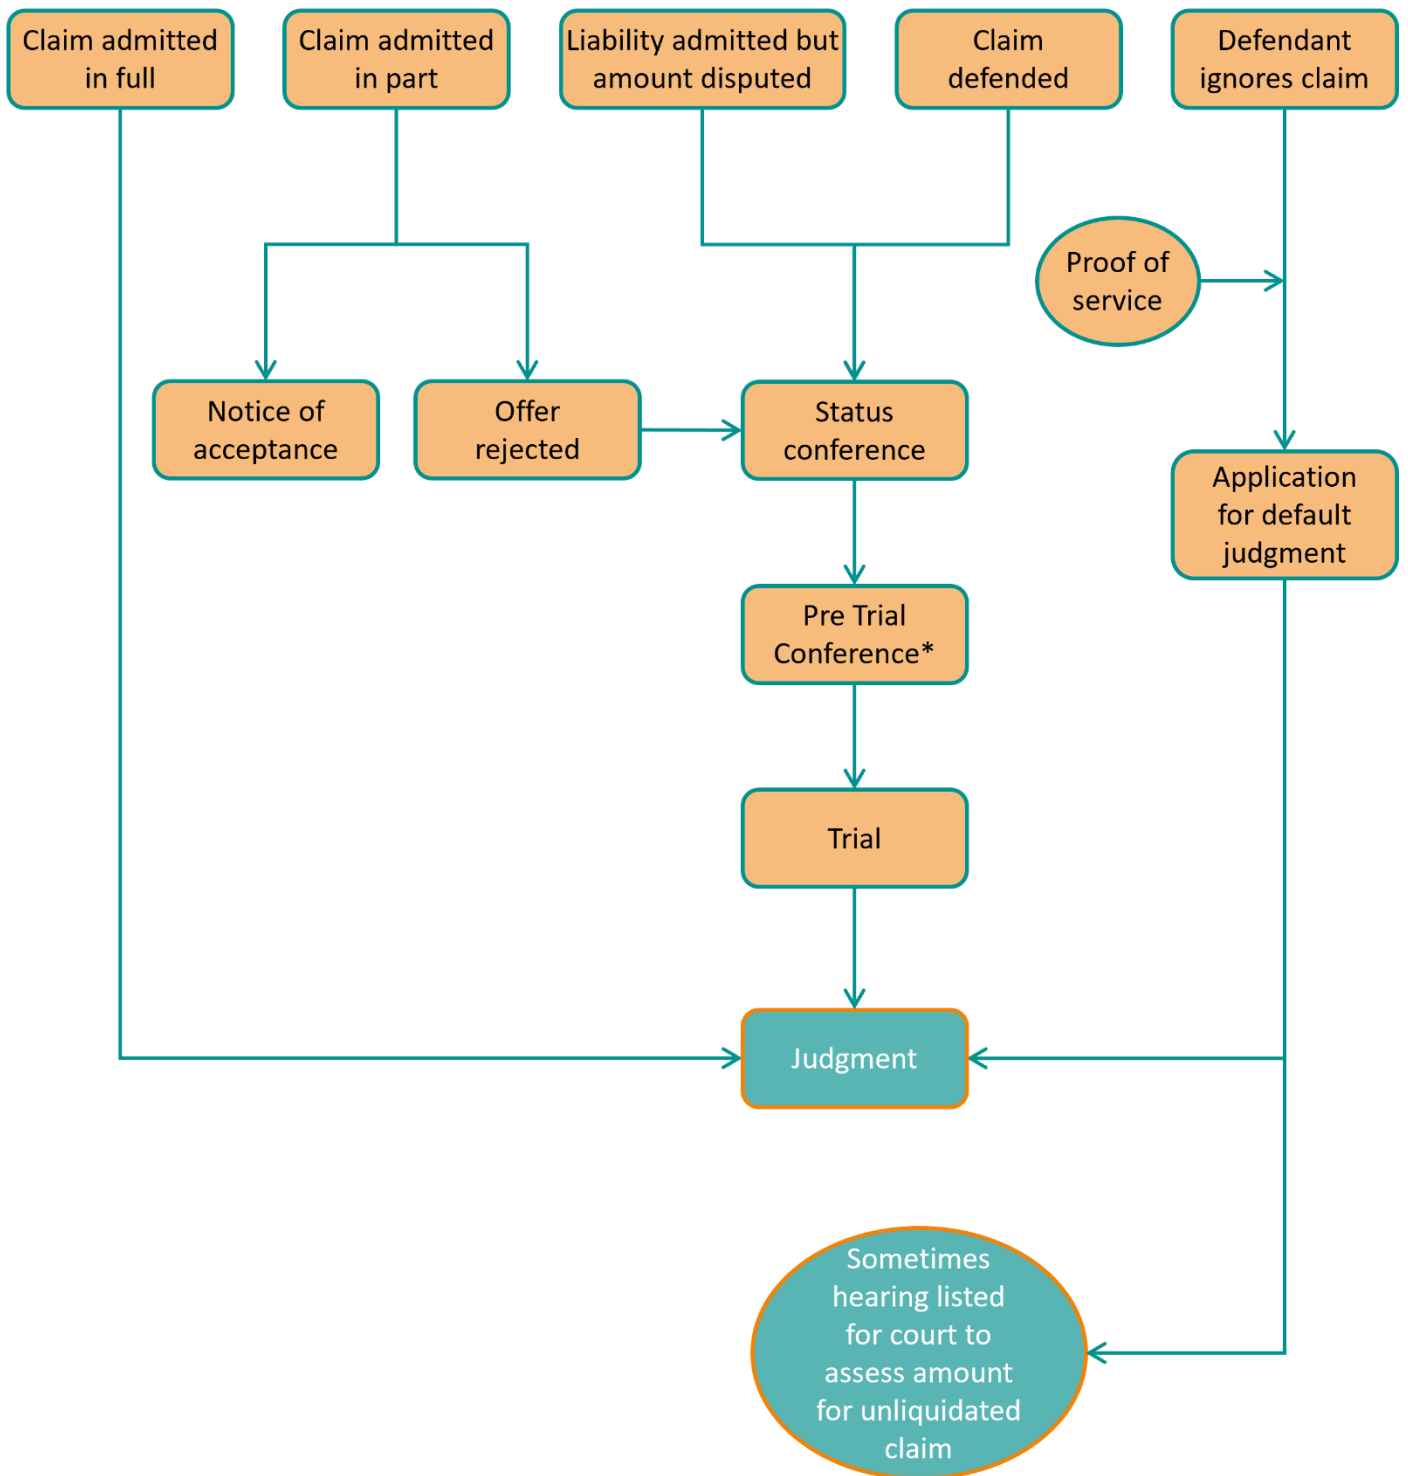 Claim admitted
in full
Claim admitted
in part
Liability admitted but
amount disputed
Claim
defended
Defendant
ignores claim
Proof of
service
Notice of
acceptance
Offer
rejected
Status
conference
Application
for default
judgment
Pre Trial
Conference*
Trial
Judgment
Sometimes
hearing listed
for court to
assess amount
for unliquidated
claim